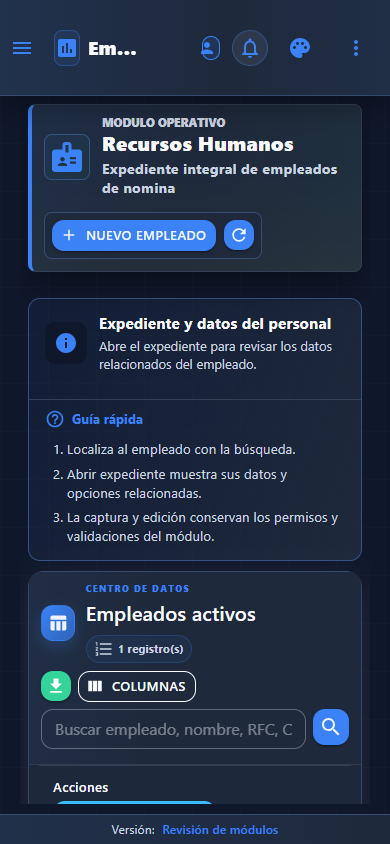 Em...
MODULO OPERATIVO
Recursos Humanos
Expediente integral de empleados
de nomina
NUEVO EMPLEADO
Expediente y datos del personal
Abre el expediente para revisar los datos
relacionados del empleado.
Guía rápida
1. Localiza al empleado con la búsqueda.
2. Abrir expediente muestra sus datos y
opciones relacionadas.
3. La captura y edición conservan los permisos y
validaciones del módulo.
CENTRO DE DATOS
Empleados activos
1 registro(s)
COLUMNAS
Buscar empleado, nombre, RFC, C
Acciones
Versión: Revisión de módulos